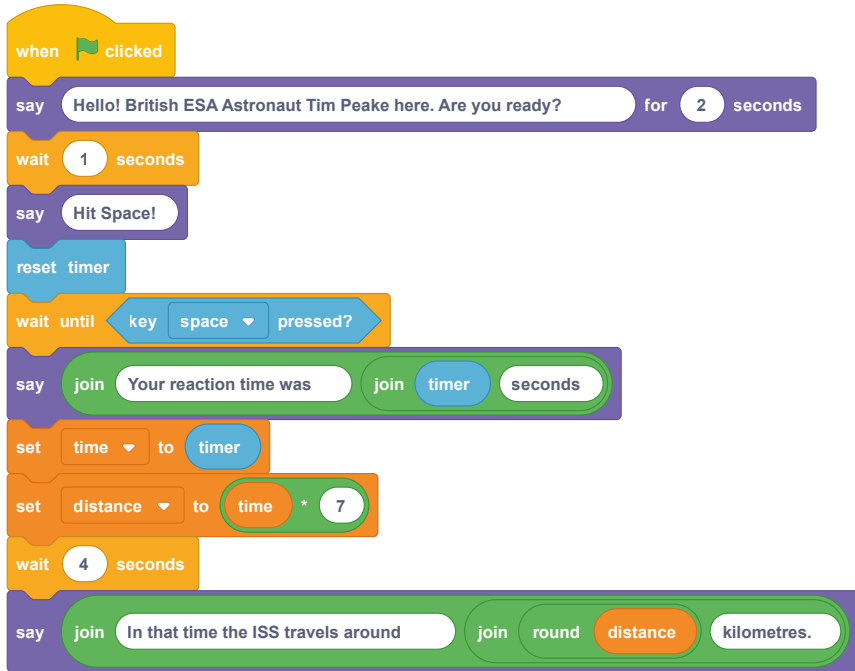 when clicked
say Hello! British ESA Astronaut Tim Peake here. Are you ready? for 2 seconds
wait 1 seconds
say Hit Space!
reset timer
wait until key space pressed?
say join Your reaction time was join timer seconds
set time to timer
set distance to time * 7
wait 4 seconds
say join In that time the ISS travels around join round distance kilometres.